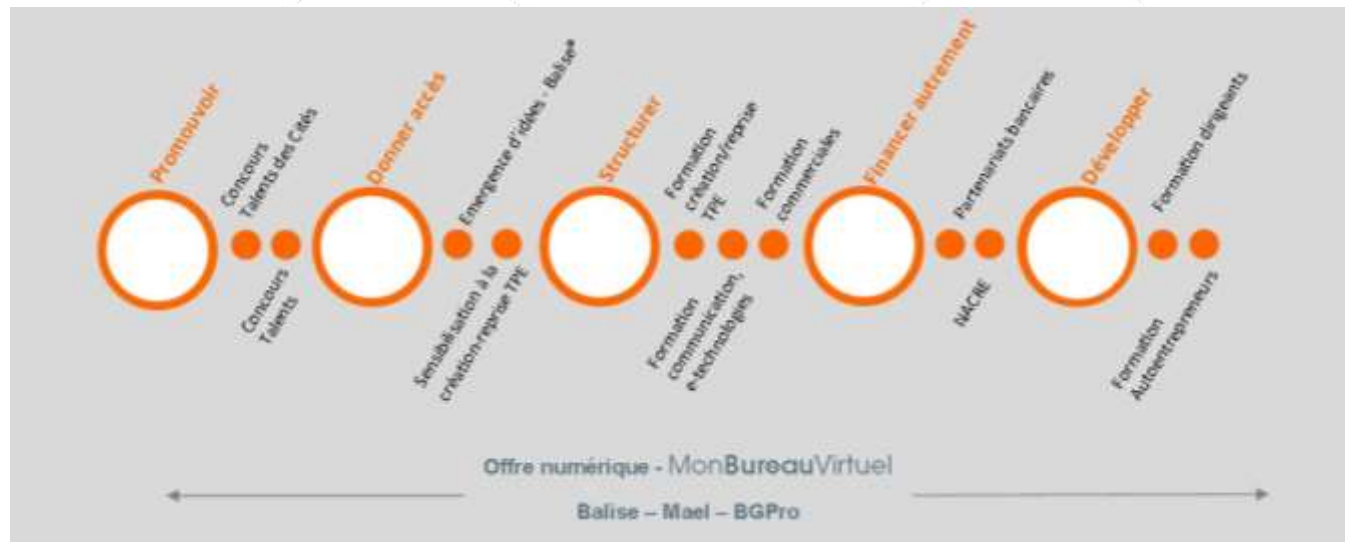 Promouvoir
Concours
Talents des Cités
Concours
Talents
Donner accès
Emergence d'idées - Balise*
Sensibilisation à la
création-reprise TPE
Structurer
Formation
création/reprise
TPE
Formation
communication,
e-technologies
Formation
commerciales
Financer autrement
Partenariats bancaires
NACRE
Développer
Formation dirigeants
Formation
Autoentrepreneurs
Offre numérique - MonBureauVirtuel
Balise – Mael – BGPro